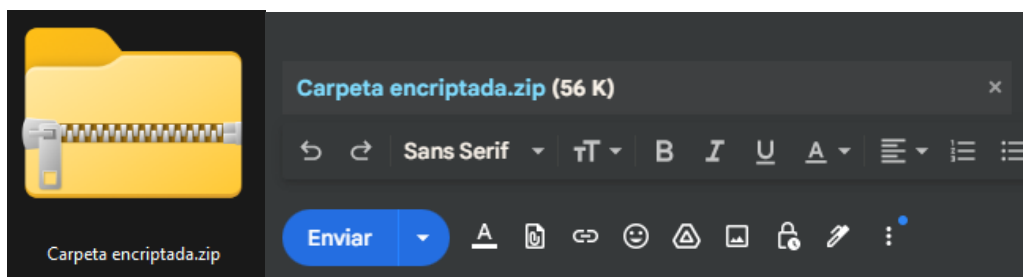 Carpeta encriptada.zip
Carpeta encriptada.zip (56 K)
Sans Serif
Enviar